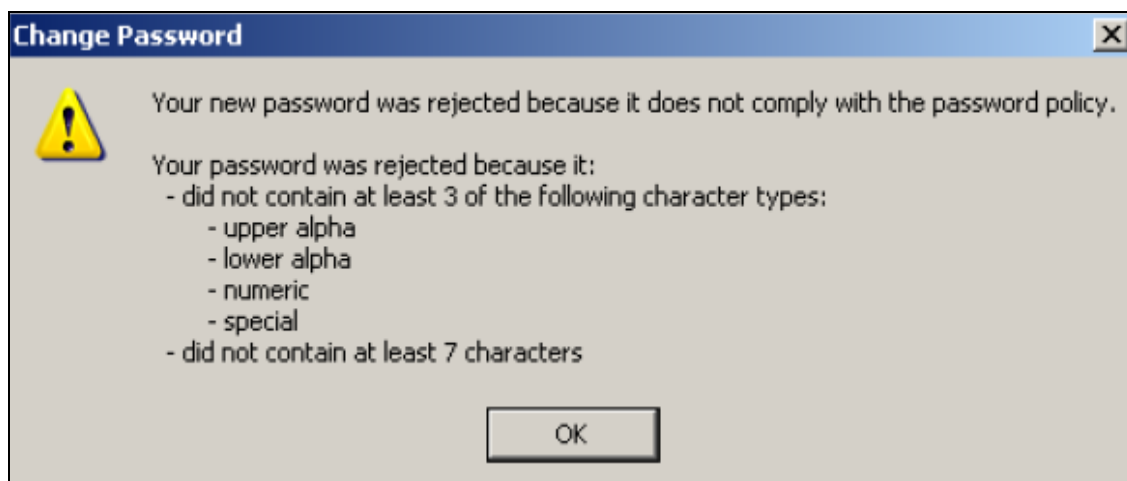 Change Password
Your new password was rejected because it does not comply with the password policy.
Your password was rejected because it:
- did not contain at least 3 of the following character types:
- upper alpha
- lower alpha
- numeric
- special
- did not contain at least 7 characters
OK